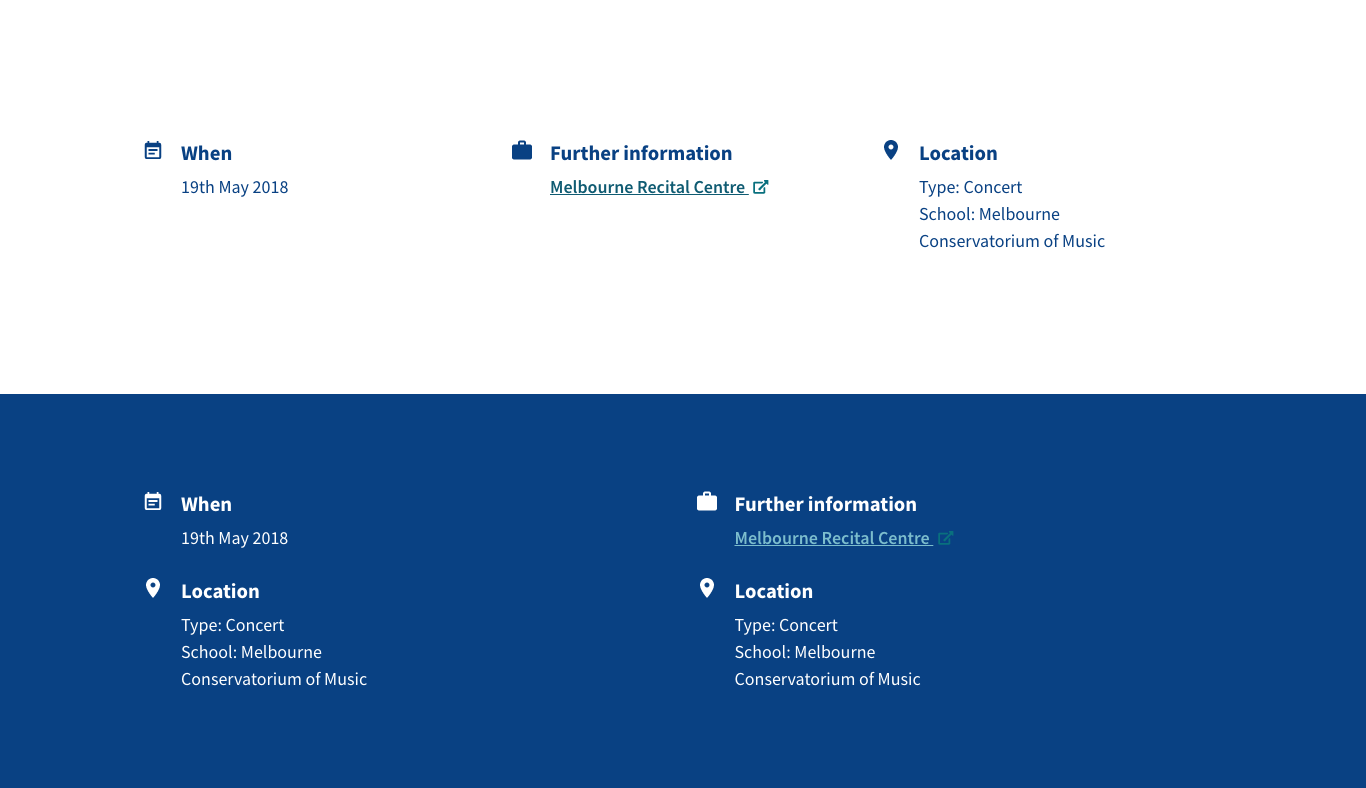 When
19th May 2018
Further information
Melbourne Recital Centre
Location
Type: Concert
School: Melbourne
Conservatorium of Music
When
19th May 2018
Further information
Melbourne Recital Centre
Location
Type: Concert
School: Melbourne
Conservatorium of Music
Location
Type: Concert
School: Melbourne
Conservatorium of Music